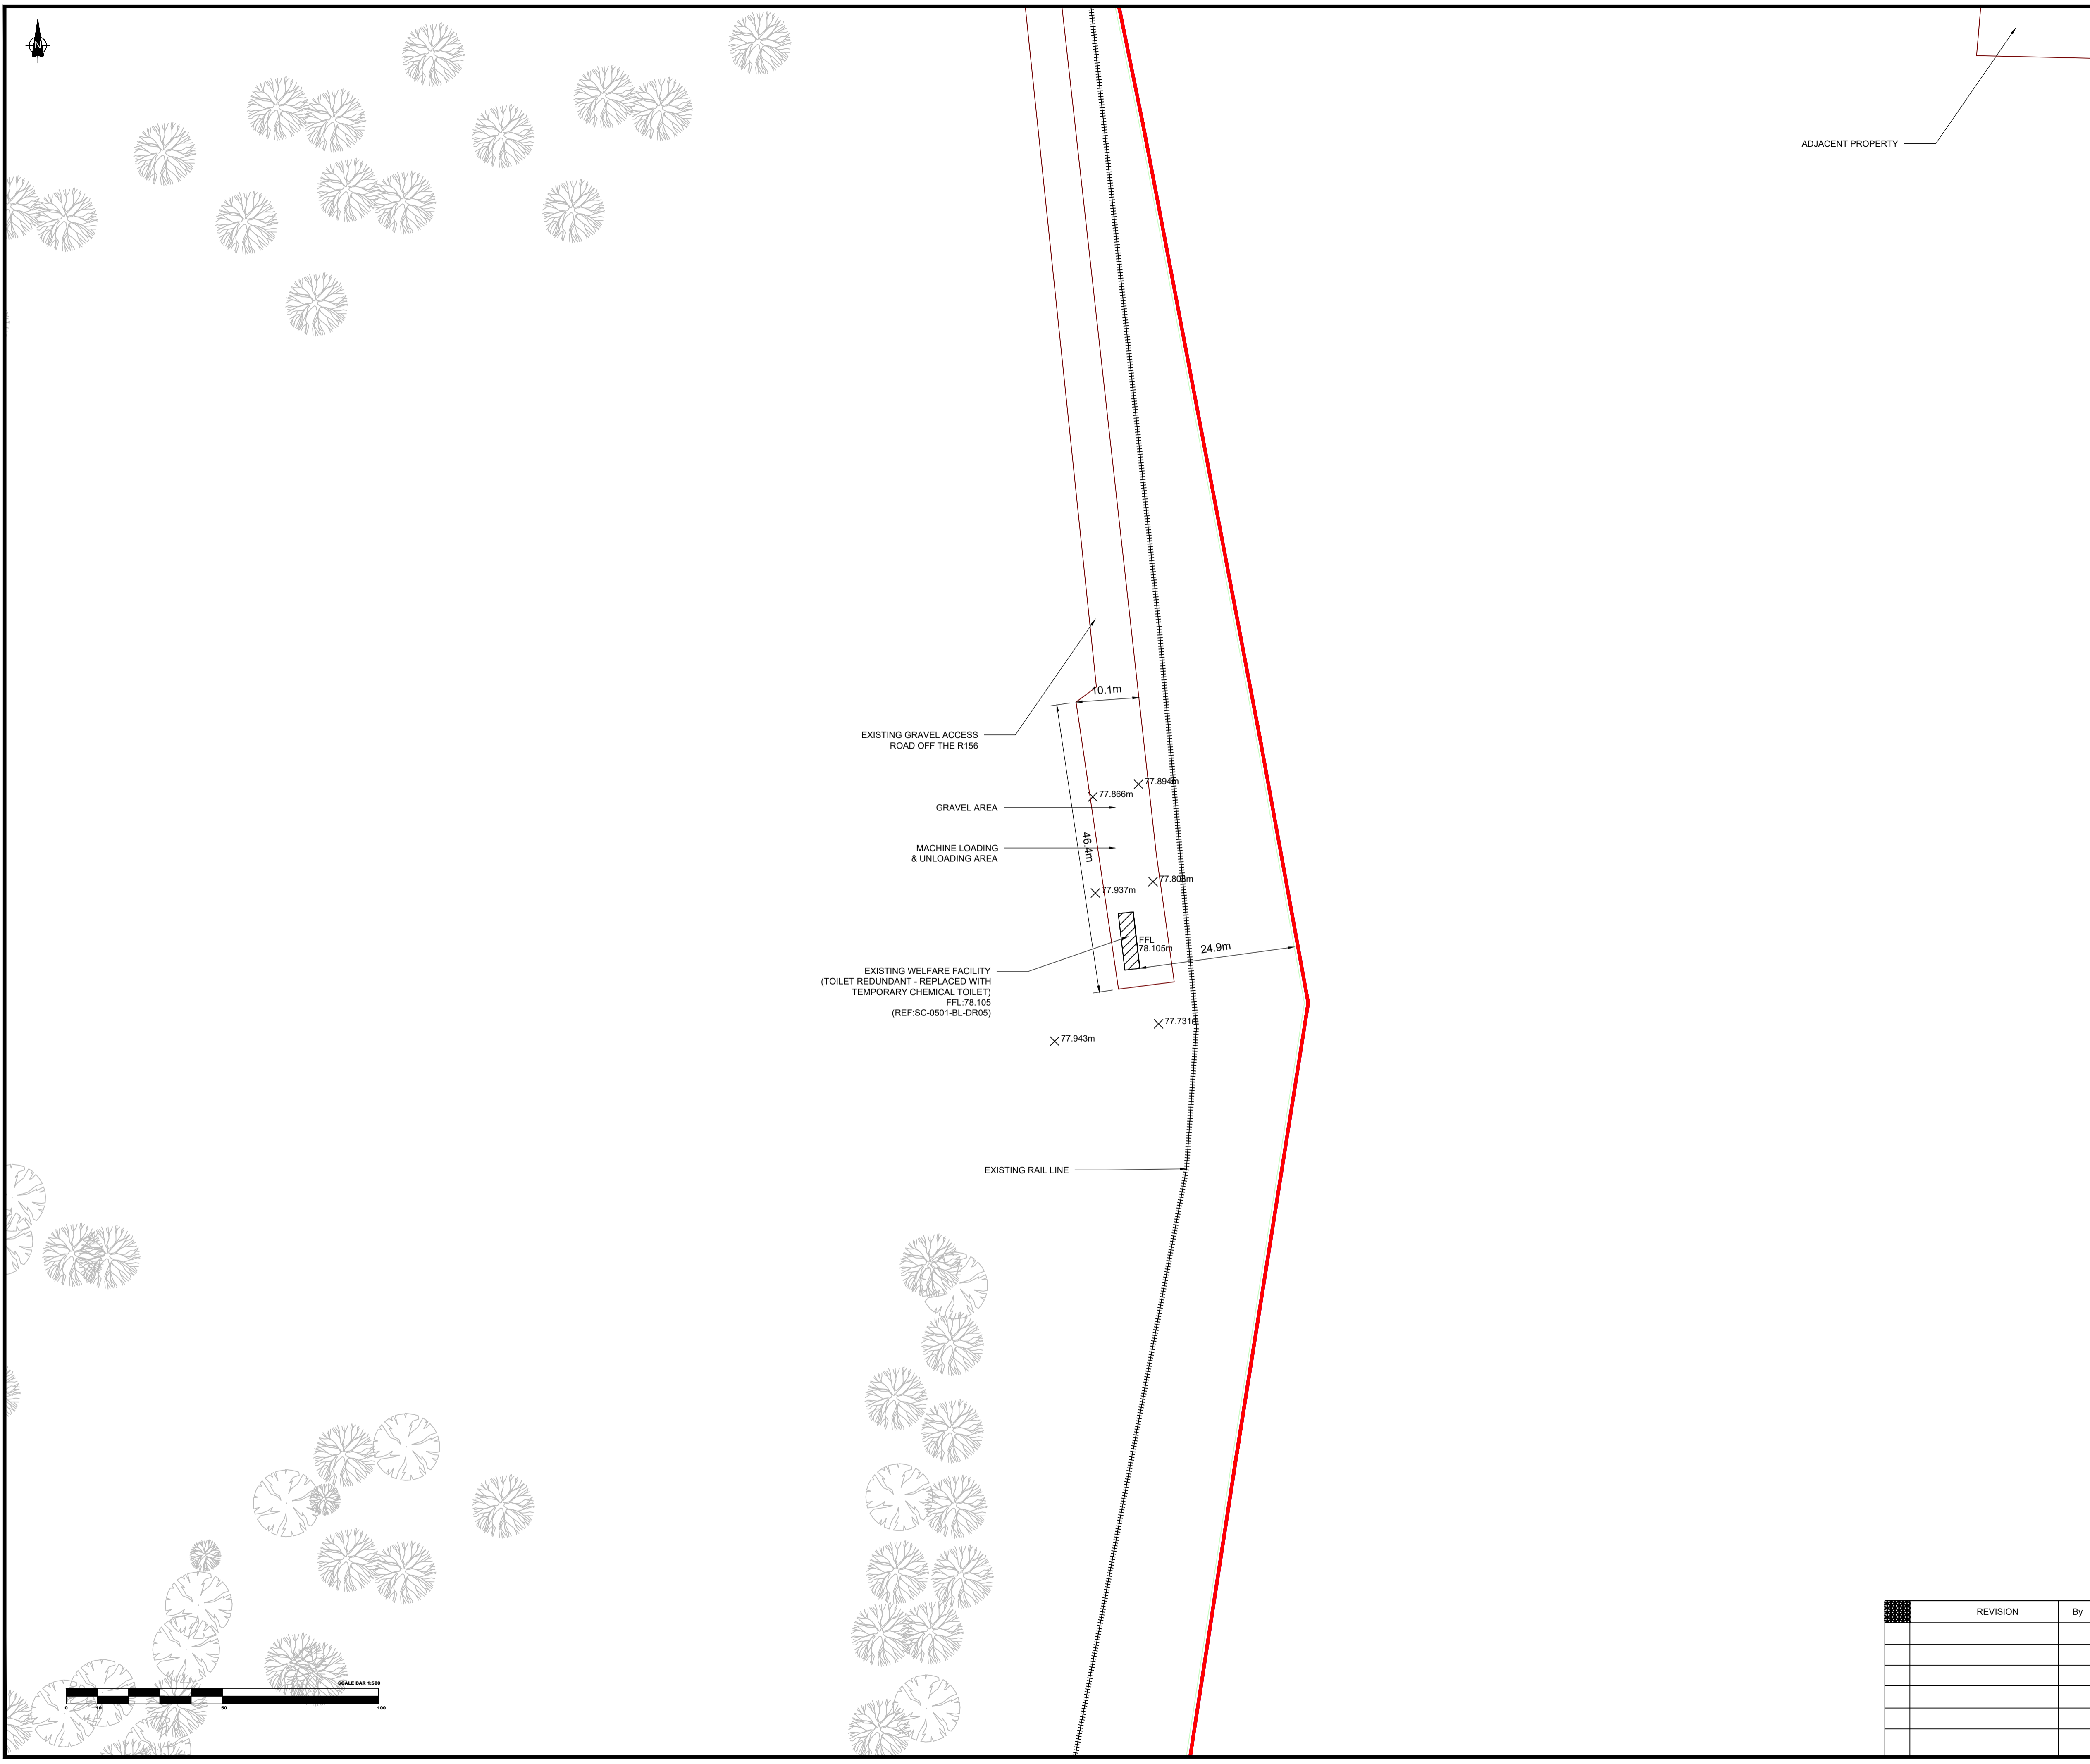 N
ADJACENT PROPERTY
10.1m
EXISTING GRAVEL ACCESS
ROAD OFF THE R156
77.894m
77.866m
GRAVEL AREA
46.4m
MACHINE LOADING
& UNLOADING AREA
77.937m
FFL
78.105m
24.9m
EXISTING WELFARE FACILITY
(TOILET REDUNDANT - REPLACED WITH
TEMPORARY CHEMICAL TOILET)
FFL:78.105
(REF:SC-0501-BL-DR05)
77.731m
77.943m
EXISTING RAIL LINE
REVISION By
SCALE BAR 1:500
0 10 50 100